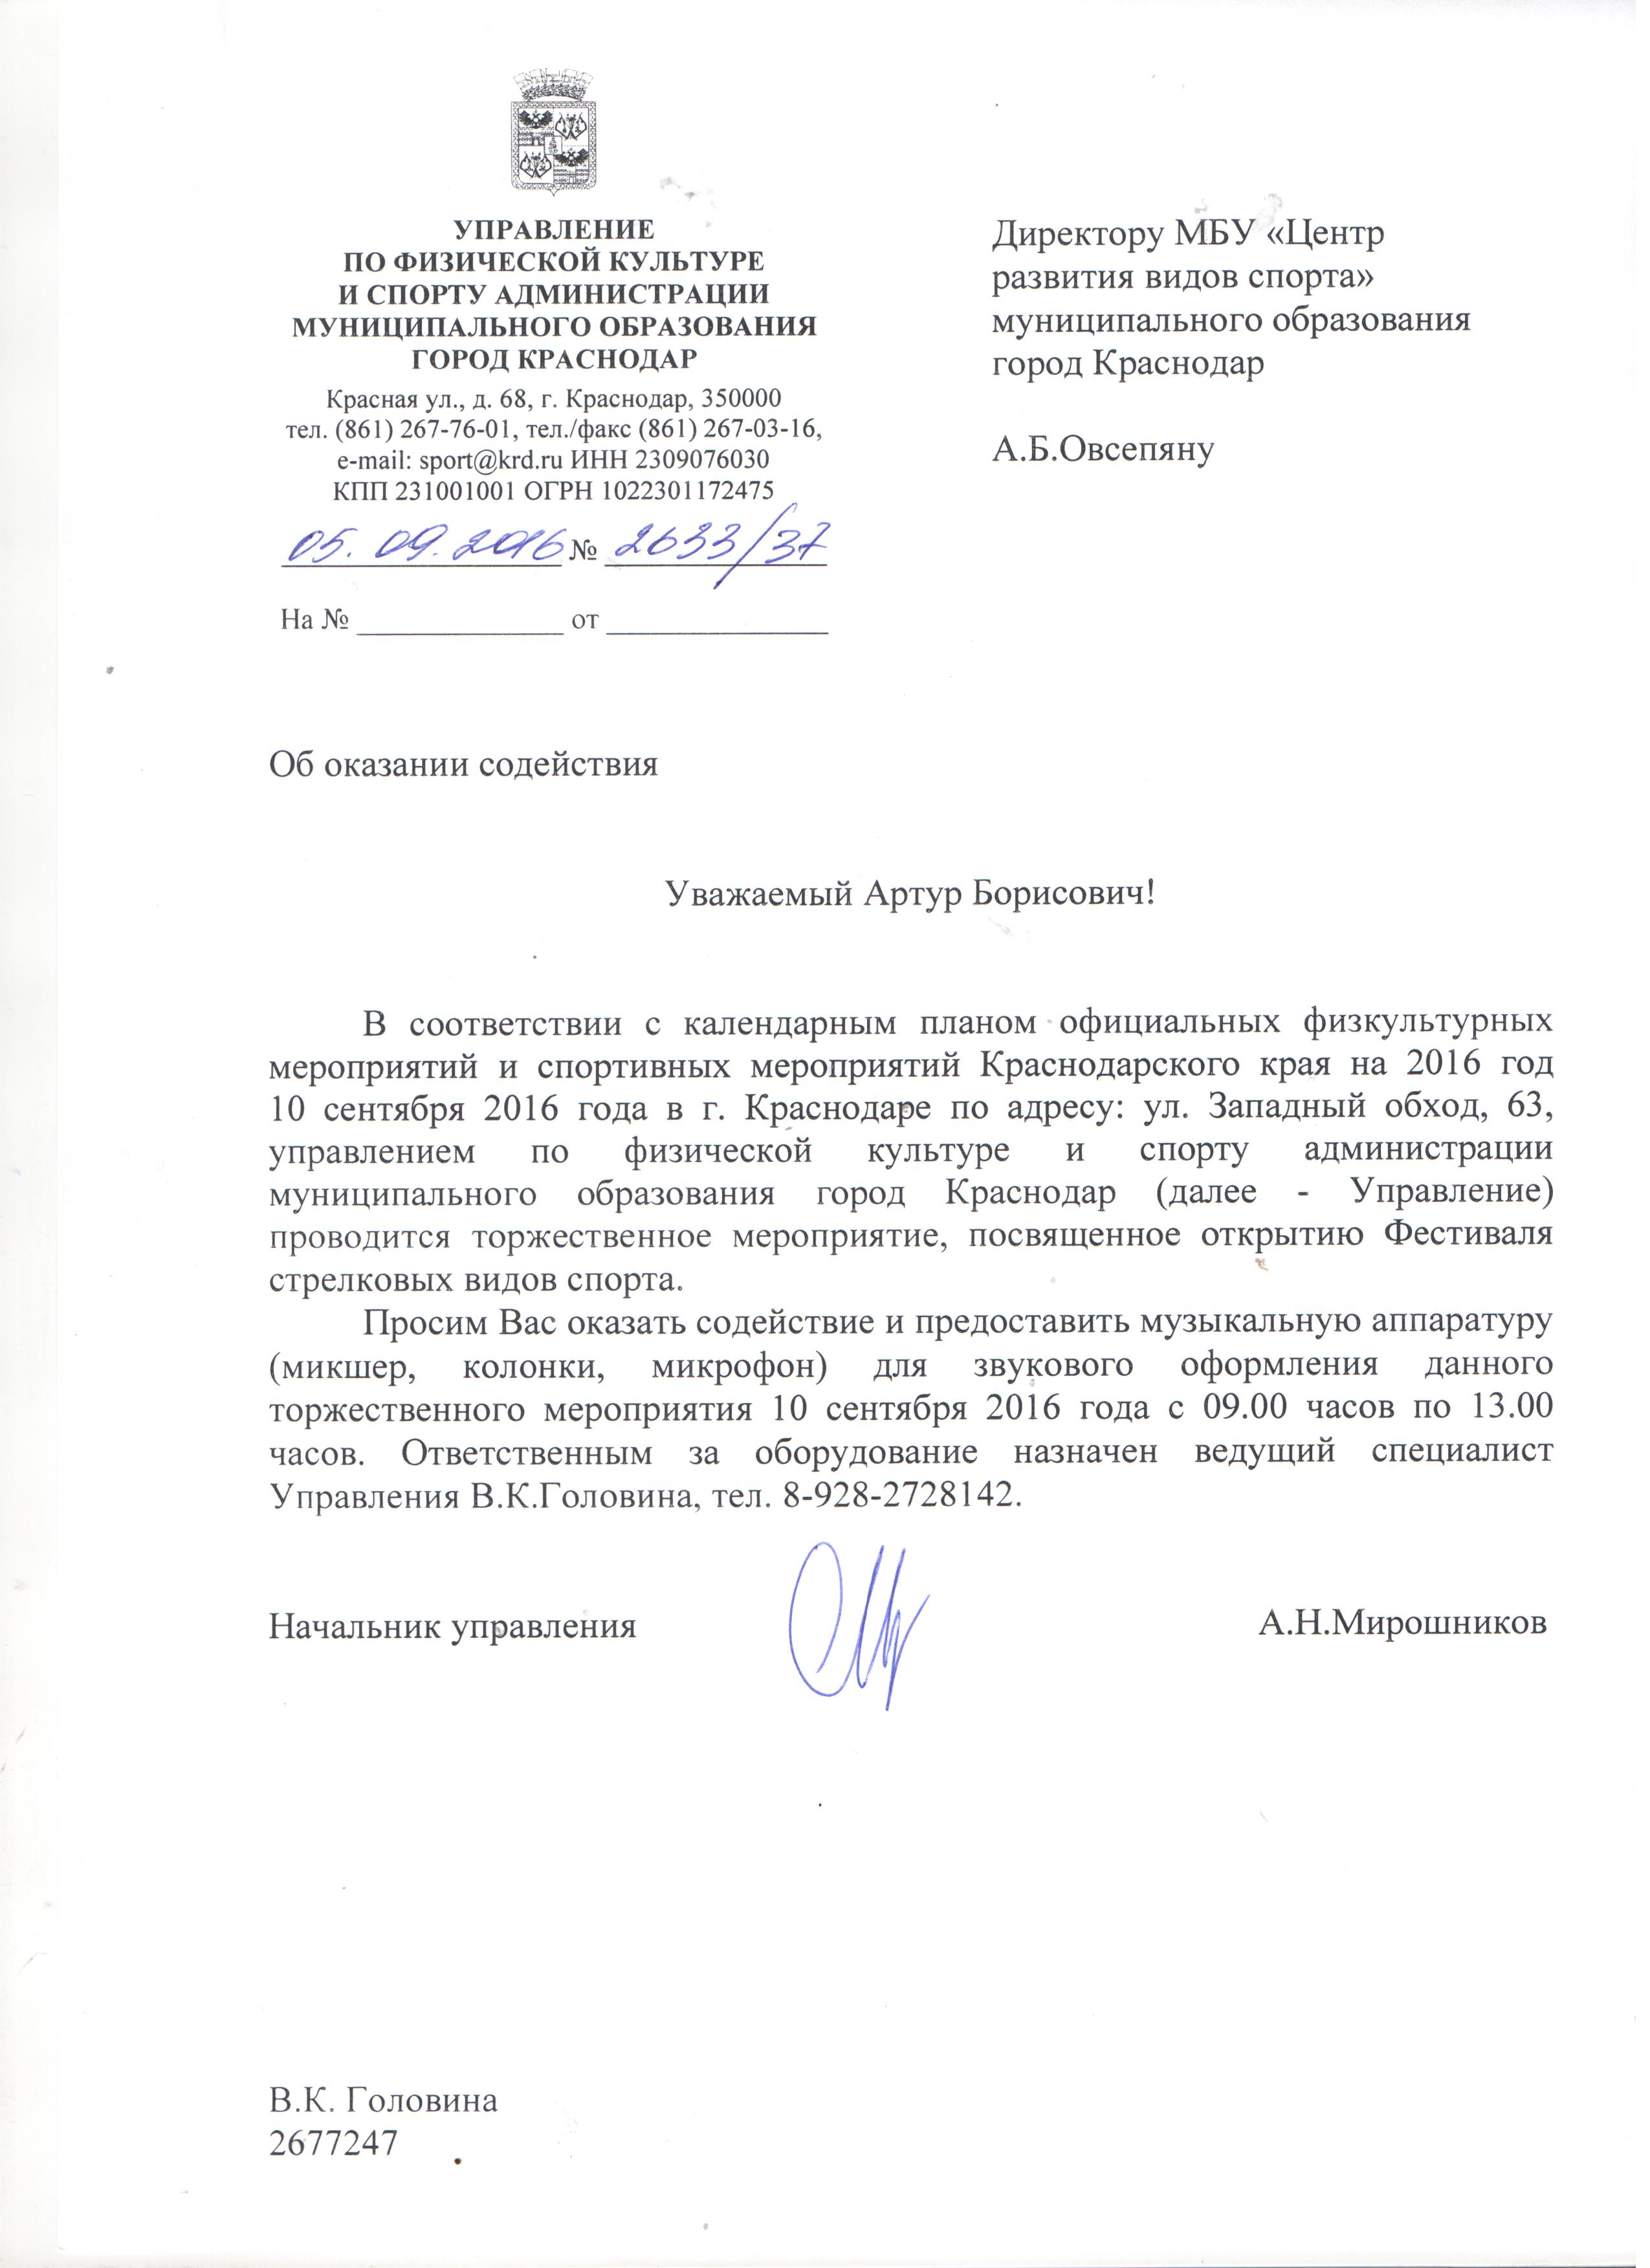 УПРАВЛЕНИЕ
ПО ФИЗИЧЕСКОЙ КУЛЬТУРЕ
И СПОРТУ АДМИНИСТРАЦИИ
МУНИЦИПАЛЬНОГО ОБРАЗОВАНИЯ
ГОРОД КРАСНОДАР
Красная ул., д. 68, г. Краснодар, 350000
тел. (861) 267-76-01, тел./факс (861) 267-03-16,
e-mail: sport@krd.ru ИНН 2309076030
КПП 231001001 ОГРН 1022301172475
05.09.2016 № 2633/37
На № ______________ от _______________
Директору МБУ «Центр
развития видов спорта»
муниципального образования
город Краснодар
А.Б.Овсепяну
Об оказании содействия
Уважаемый Артур Борисович!
В соответствии с календарным планом официальных физкультурных
мероприятий и спортивных мероприятий Краснодарского края на 2016 год
10 сентября 2016 года в г. Краснодаре по адресу: ул. Западный обход, 63,
управлением по физической культуре и спорту администрации
муниципального образования город Краснодар (далее - Управление)
проводится торжественное мероприятие, посвященное открытию Фестиваля
стрелковых видов спорта.
Просим Вас оказать содействие и предоставить музыкальную аппаратуру
(микшер, колонки, микрофон) для звукового оформления данного
торжественного мероприятия 10 сентября 2016 года с 09.00 часов по 13.00
часов. Ответственным за оборудование назначен ведущий специалист
Управления В.К.Головина, тел. 8-928-2728142.
Начальник управления А.Н.Мирошников
В.К. Головина
2677247